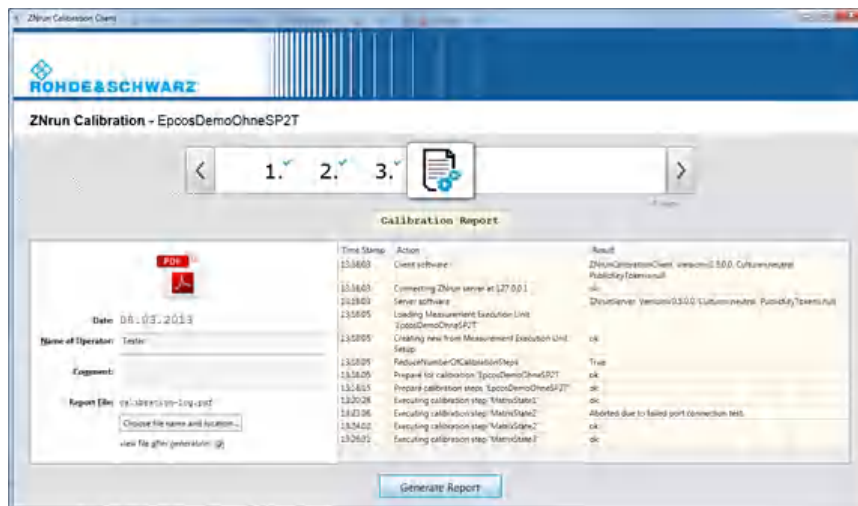 ZNrun Calibration Client
ROHDE&SCHWARZ
ZNrun Calibration - EpcosDemoOhneSP2T
1. 2. 3.
Calibration Report
Time Stamp Action Result
Client software
Connecting ZNrun server at 127.0.0.1 ok
Server software
Loading Measurement Execution Unit
'EpcosDemoOhneSP2T'
Creating new from Measurement Execution Unit ok
Setup
ReduceNumberOfCalibrationSteps True
Prepare for calibration 'EpcosDemoOhneSP2T' ok
Prepare calibration steps 'EpcosDemoOhneSP2T' ok
Executing calibration step 'MatrixState1' ok
Executing calibration step 'MatrixState2' Aborted due to failed port connection test.
Executing calibration step 'MatrixState2' ok
Executing calibration step 'MatrixState3' ok
PDF
Date: 08.03.2013
Name of Operator: Tester
Comment:
Report File: calibration-log.pdf
Choose file name and location...
view file after generation:
Generate Report